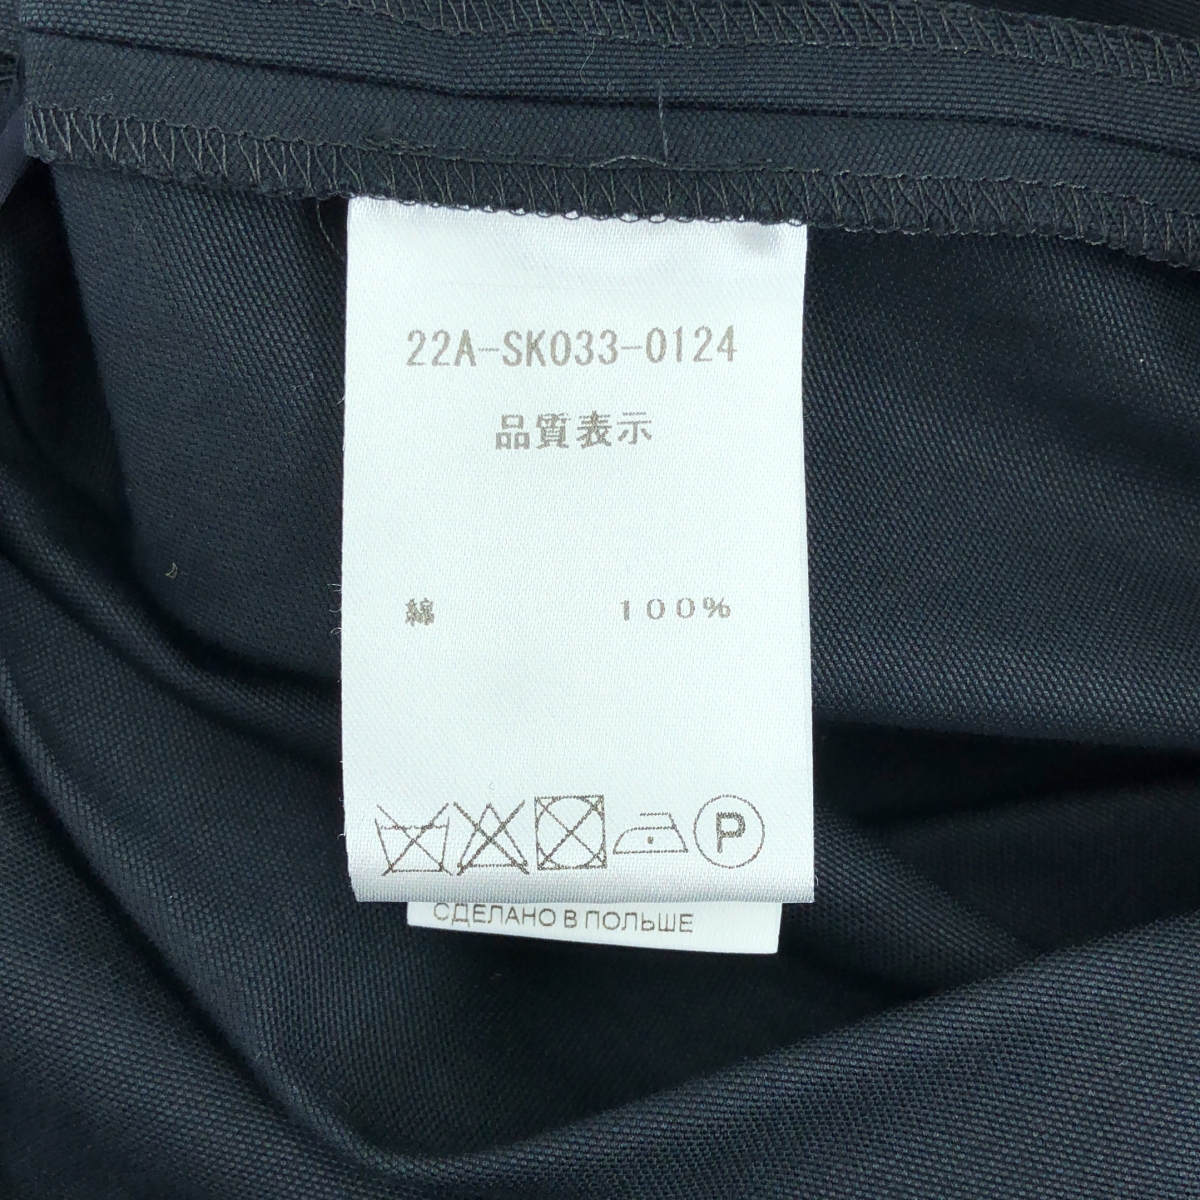 22A-SK033-0124
品質表示
綿 100%
P
СДЕЛАНО В ПОЛЬШЕ